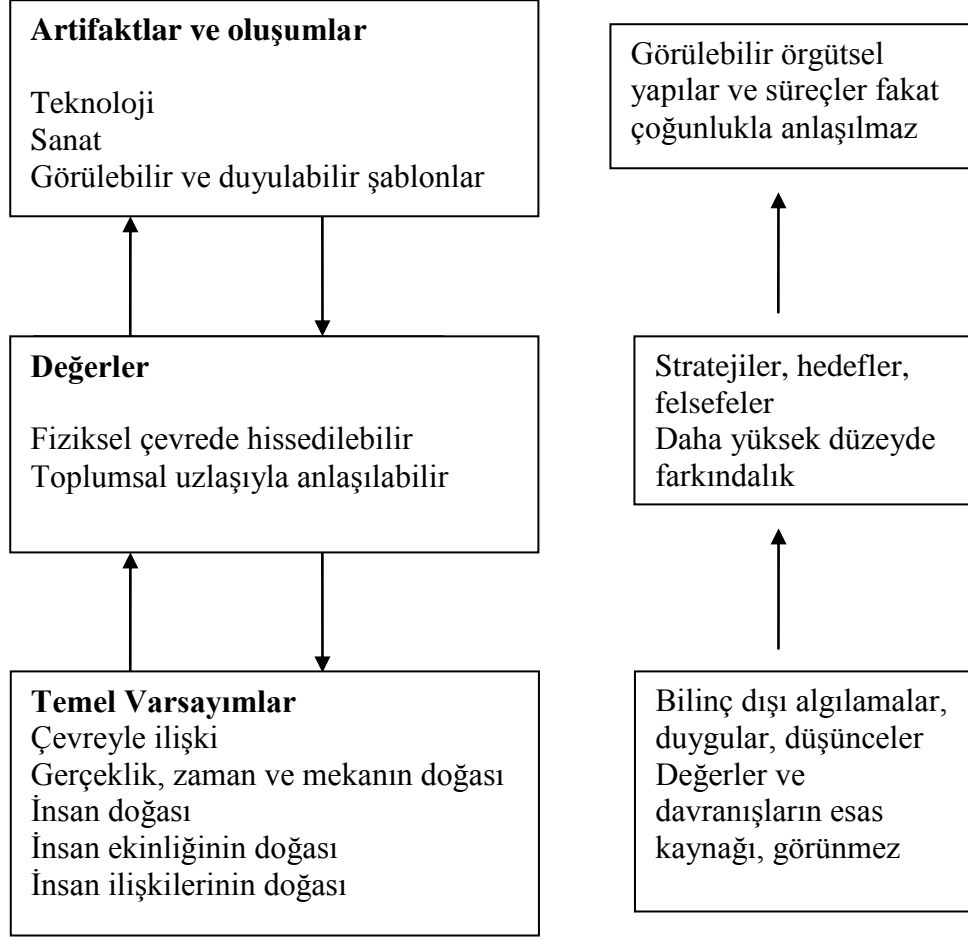 Artifaktlar ve oluşumlar
Teknoloji
Sanat
Görülebilir ve duyulabilir şablonlar
Görülebilir örgütsel
yapılar ve süreçler fakat
çoğunlukla anlaşılmaz
Değerler
Fiziksel çevrede hissedilebilir
Toplumsal uzlaşıyla anlaşılabilir
Stratejiler, hedefler,
felsefeler
Daha yüksek düzeyde
farkındalık
Temel Varsayımlar
Çevreyle ilişki
Gerçeklik, zaman ve mekanın doğası
İnsan doğası
İnsan ekinliğinin doğası
İnsan ilişkilerinin doğası
Bilinç dışı algılamalar,
duygular, düşünceler
Değerler ve
davranışların esas
kaynağı, görünmez